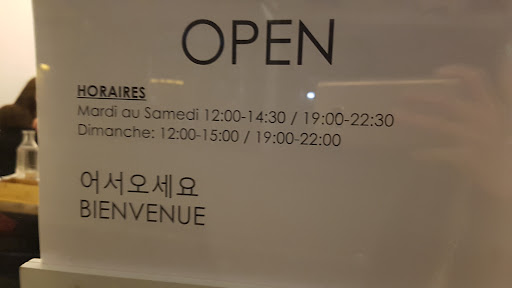 OPEN
HORAIRES
Mardi au Samedi 12:00-14:30 / 19:00-22:30
Dimanche: 12:00-15:00 / 19:00-22:00
어서오세요
BIENVENUE